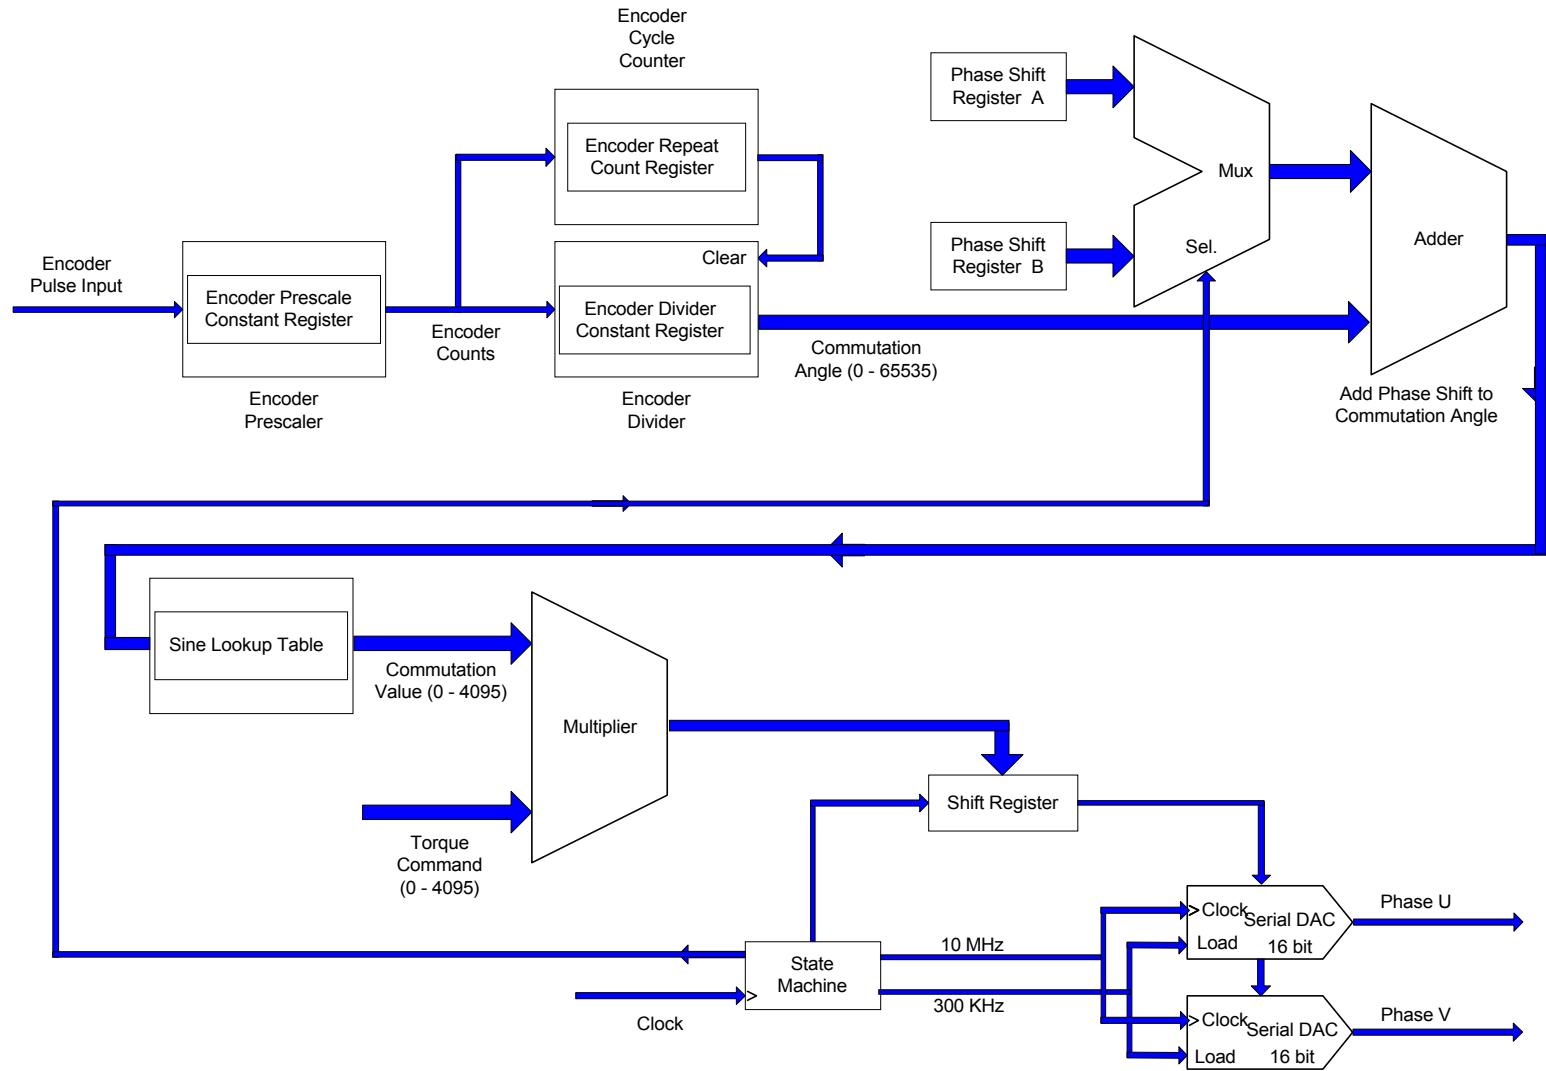 Encoder
Cycle
Counter
Encoder Repeat
Count Register
Phase Shift
Register A
Mux
Sel.
Phase Shift
Register B
Adder
Clear
Encoder
Pulse Input
Encoder Prescale
Constant Register
Encoder
Prescaler
Encoder
Counts
Encoder Divider
Constant Register
Encoder
Divider
Commutation
Angle (0 - 65535)
Add Phase Shift to
Commutation Angle
Sine Lookup Table
Commutation
Value (0 - 4095)
Multiplier
Torque
Command
(0 - 4095)
Shift Register
State
Machine
>
Clock
10 MHz
300 KHz
>Clock
Serial DAC
Load
16 bit
Phase U
>Clock
Serial DAC
Load
16 bit
Phase V